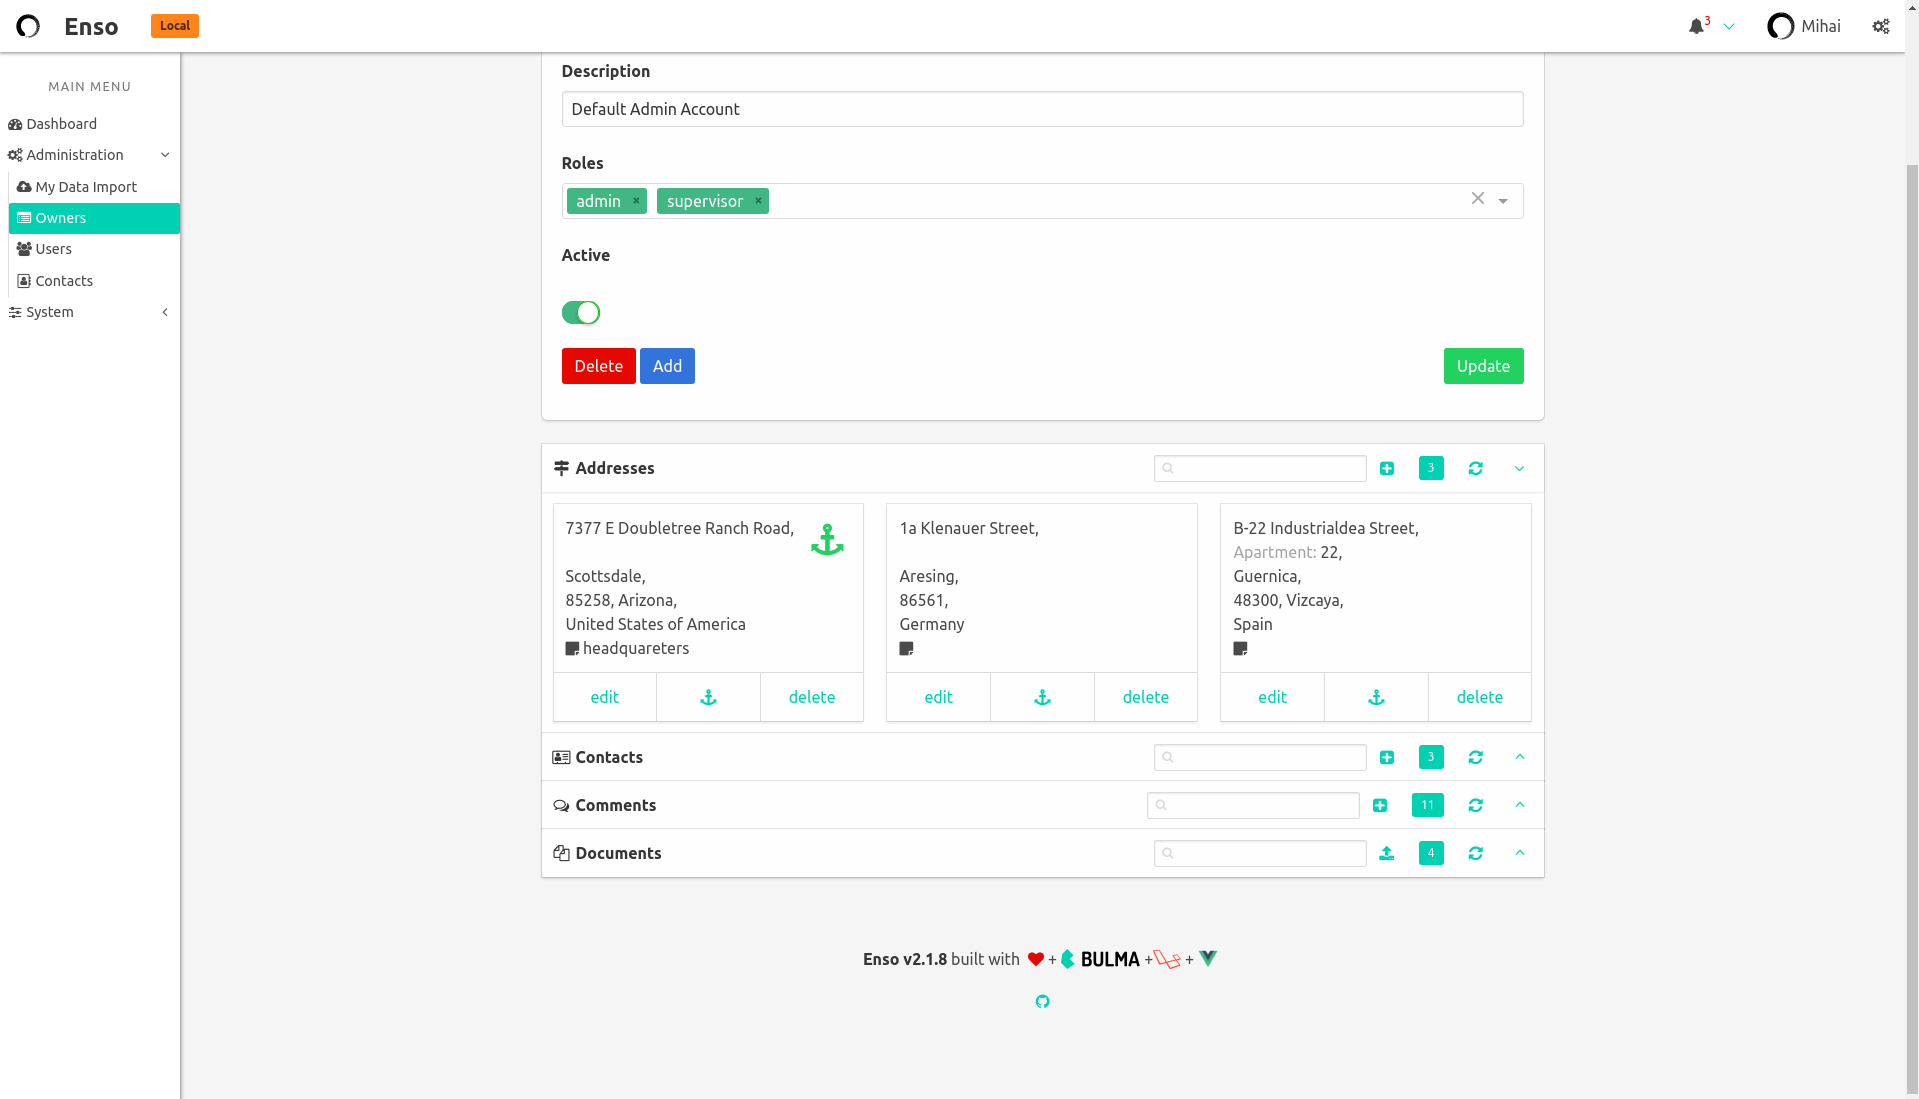 Enso
Local
3
Mihai
MAIN MENU
Dashboard
Administration
My Data Import
Owners
Users
Contacts
System
Description
Default Admin Account
Roles
admin × supervisor ×
Active
Delete Add Update
Addresses
3
7377 E Doubletree Ranch Road,
Scottsdale,
85258, Arizona,
United States of America
headquareters
edit delete
1a Klenauer Street,
Aresing,
86561,
Germany
edit delete
B-22 Industrialdea Street,
Apartment: 22,
Guernica,
48300, Vizcaya,
Spain
edit delete
Contacts
3
Comments
11
Documents
4
Enso v2.1.8 built with + BULMA + +